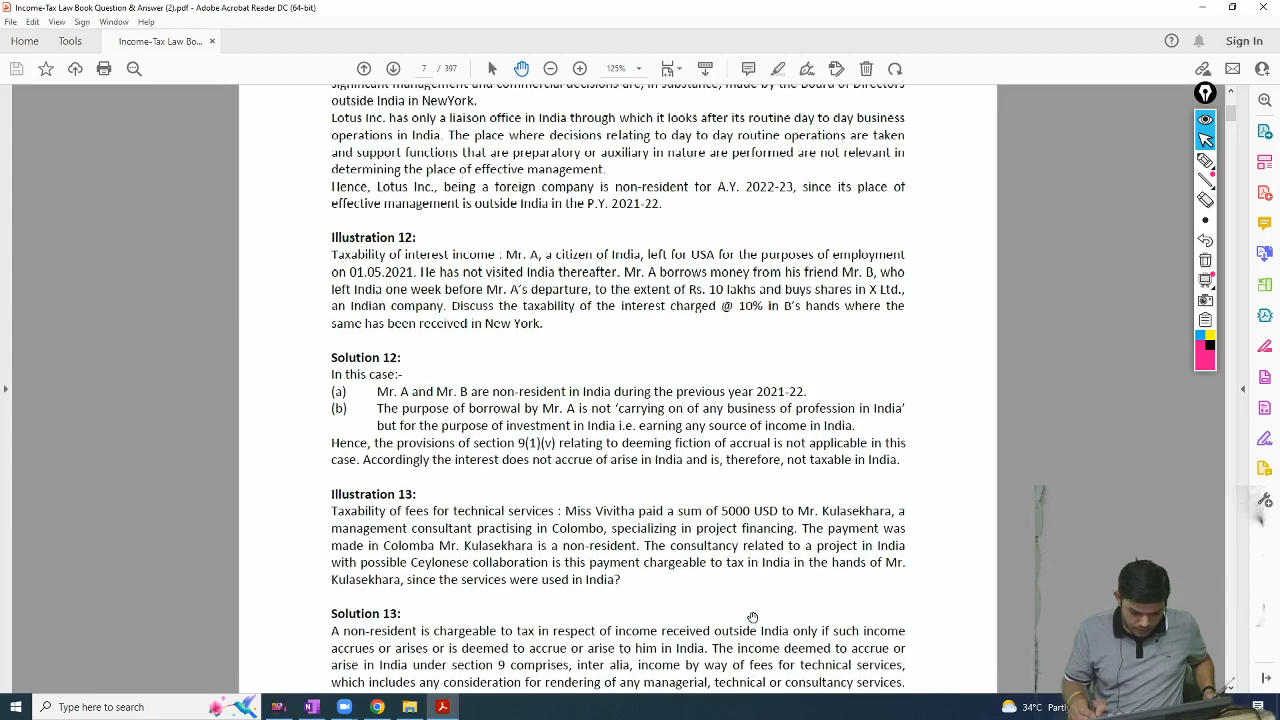 Income-Tax Law Book Question & Answer (2).pdf - Adobe Acrobat Reader DC (64-bit)
File Edit View Sign Window Help
Home Tools Income-Tax Law Bo... × Sign In
7 / 397 125%
significant management and commercial decisions are, in substance, made by the Board of Directors
outside India in NewYork.
Lotus Inc. has only a liaison office in India through which it looks after its routine day to day business
operations in India. The place where decisions relating to day to day routine operations are taken
and support functions that are preparatory or auxiliary in nature are performed are not relevant in
determining the place of effective management.
Hence, Lotus Inc., being a foreign company is non-resident for A.Y. 2022-23, since its place of
effective management is outside India in the P.Y. 2021-22.
Illustration 12:
Taxability of interest income : Mr. A, a citizen of India, left for USA for the purposes of employment
on 01.05.2021. He has not visited India thereafter. Mr. A borrows money from his friend Mr. B, who
left India one week before Mr. A's departure, to the extent of Rs. 10 lakhs and buys shares in X Ltd.,
an Indian company. Discuss the taxability of the interest charged @ 10% in B's hands where the
same has been received in New York.
Solution 12:
In this case:-
(a) Mr. A and Mr. B are non-resident in India during the previous year 2021-22.
(b) The purpose of borrowal by Mr. A is not ‘carrying on of any business of profession in India’
but for the purpose of investment in India i.e. earning any source of income in India.
Hence, the provisions of section 9(1)(v) relating to deeming fiction of accrual is not applicable in this
case. Accordingly the interest does not accrue of arise in India and is, therefore, not taxable in India.
Illustration 13:
Taxability of fees for technical services : Miss Vivitha paid a sum of 5000 USD to Mr. Kulasekhara, a
management consultant practising in Colombo, specializing in project financing. The payment was
made in Colomba Mr. Kulasekhara is a non-resident. The consultancy related to a project in India
with possible Ceylonese collaboration is this payment chargeable to tax in India in the hands of Mr.
Kulasekhara, since the services were used in India?
Solution 13:
A non-resident is chargeable to tax in respect of income received outside India only if such income
accrues or arises or is deemed to accrue or arise to him in India. The income deemed to accrue or
arise in India under section 9 comprises, inter alia, income by way of fees for technical services,
which includes any consideration for rendering of any managerial, technical or consultancy services.
Type here to search 34°C